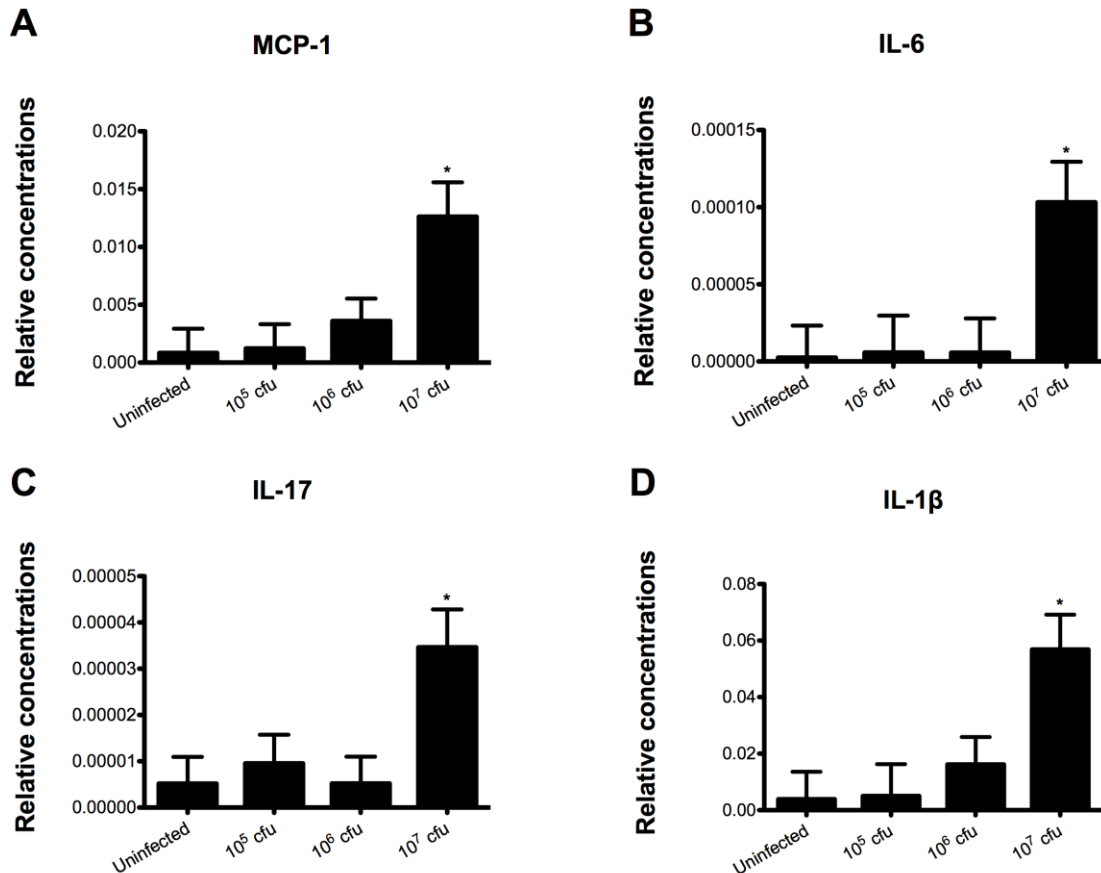 A
MCP-1
Relative concentrations
0.020
0.015
0.010
0.005
0.000
*
Uninfected
10⁵ cfu
10⁶ cfu
10⁷ cfu
B
IL-6
Relative concentrations
0.00015
0.00010
0.00005
0.00000
*
Uninfected
10⁵ cfu
10⁶ cfu
10⁷ cfu
C
IL-17
Relative concentrations
0.00005
0.00004
0.00003
0.00002
0.00001
0.00000
*
Uninfected
10⁵ cfu
10⁶ cfu
10⁷ cfu
D
IL-1β
Relative concentrations
0.08
0.06
0.04
0.02
0.00
*
Uninfected
10⁵ cfu
10⁶ cfu
10⁷ cfu